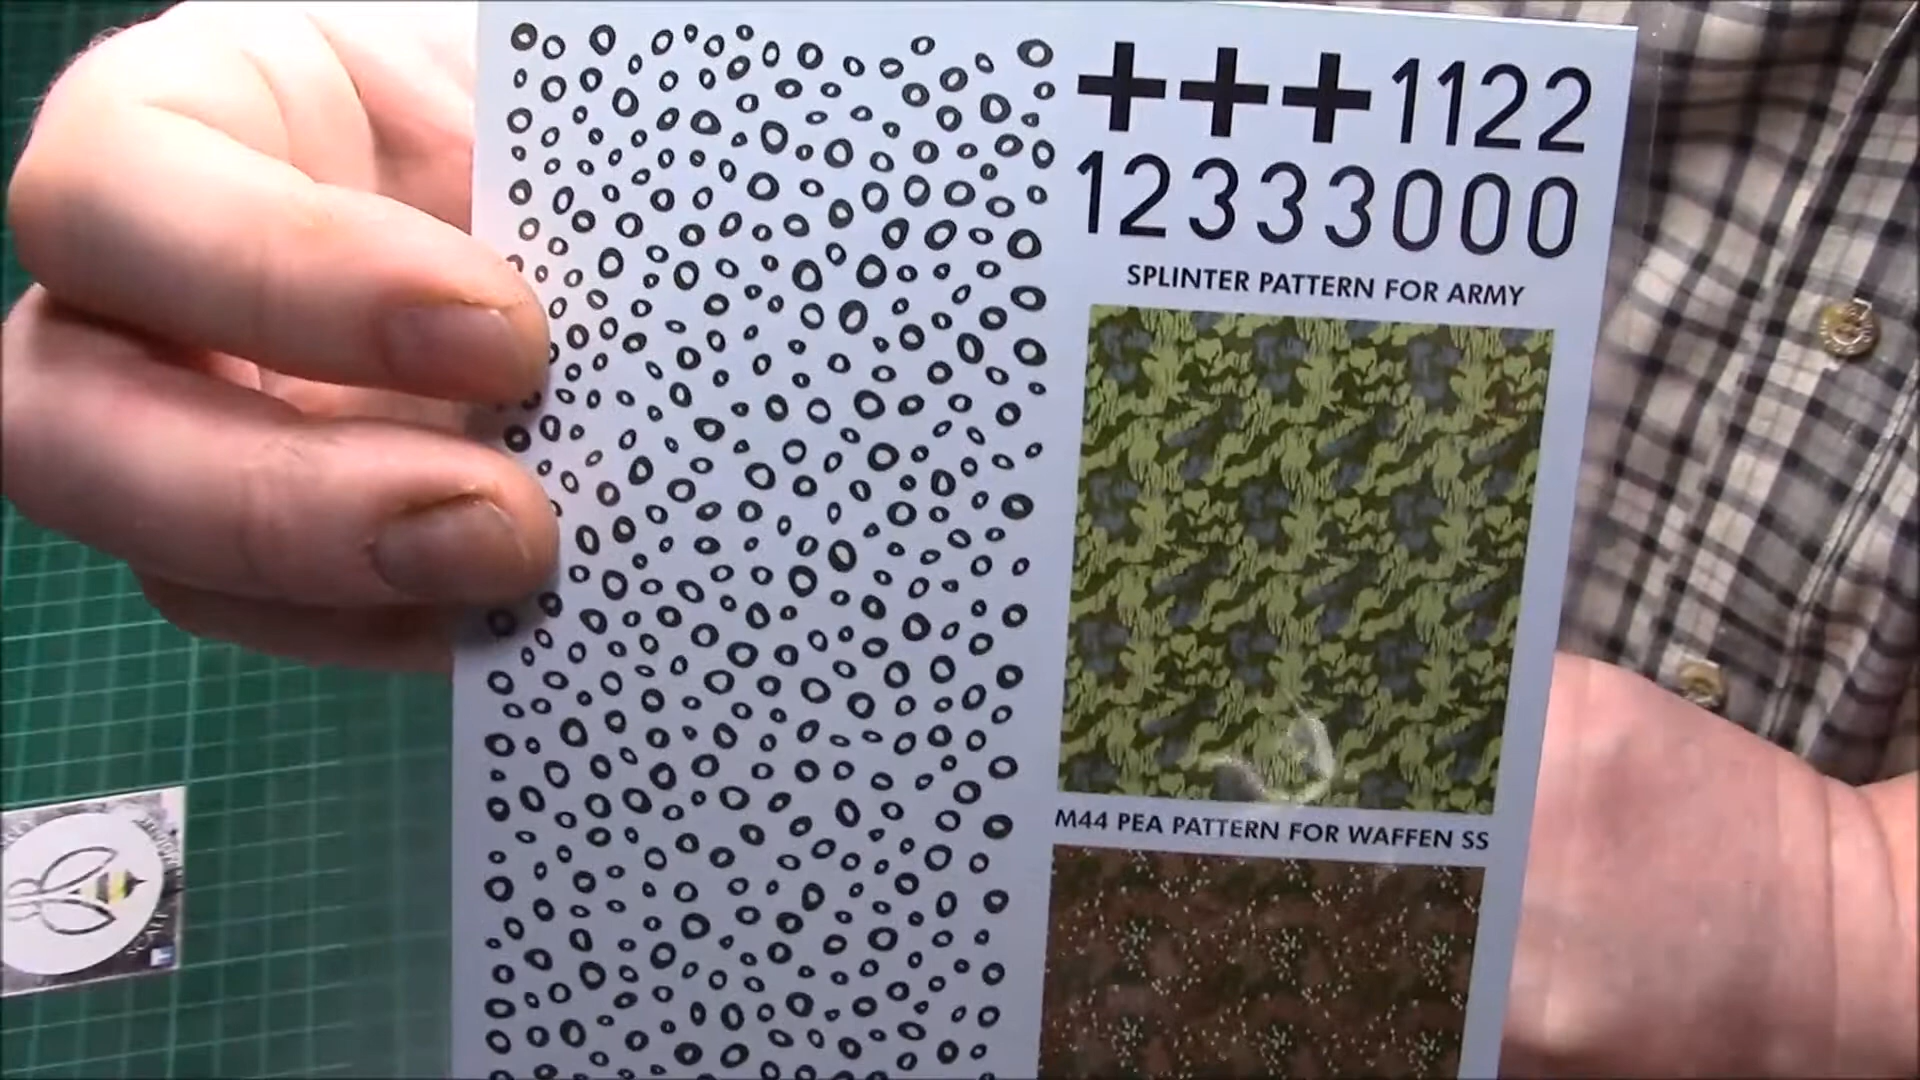 +++1122
12333000
SPLINTER PATTERN FOR ARMY
M44 PEA PATTERN FOR WAFFEN SS